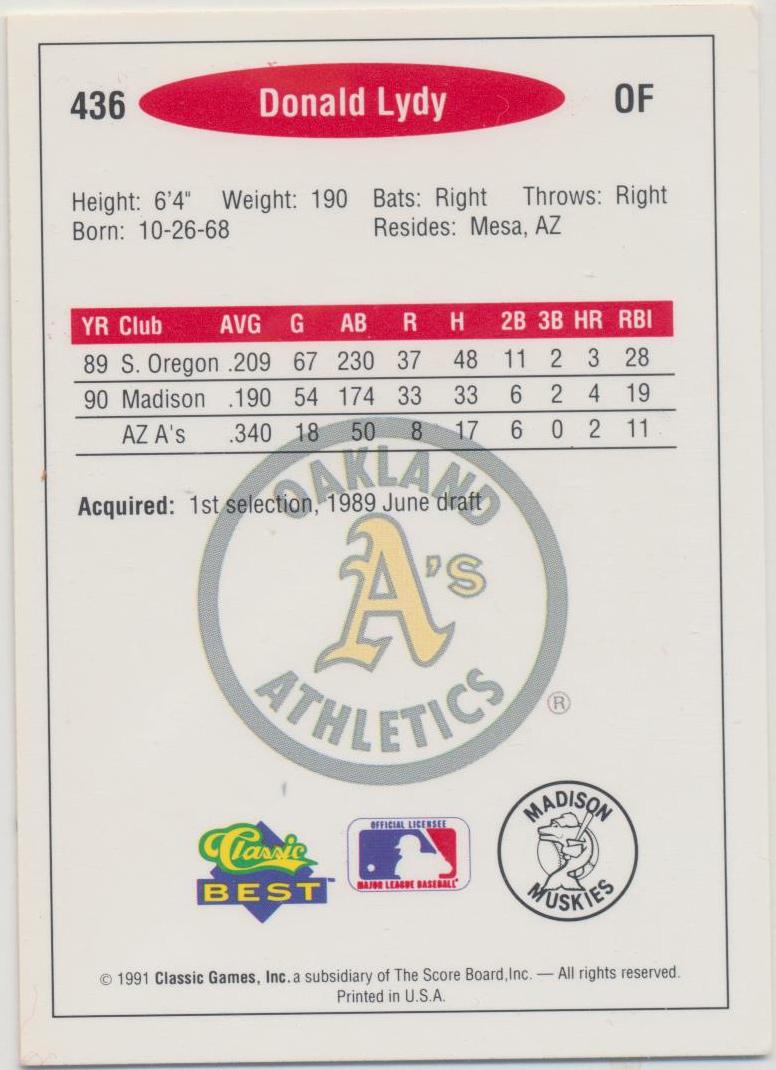 436 Donald Lydy OF
Height: 6'4" Weight: 190 Bats: Right Throws: Right
Born: 10-26-68 Resides: Mesa, AZ
YR Club AVG G AB R H 2B 3B HR RBI
89 S. Oregon .209 67 230 37 48 11 2 3 28
90 Madison .190 54 174 33 33 6 2 4 19
AZ A's .340 18 50 8 17 6 0 2 11
Acquired: 1st selection, 1989 June draft
OAKLAND
A's
ATHLETICS
®
Classic
BEST™
OFFICIAL LICENSEE
MAJOR LEAGUE BASEBALL
MADISON
MUSKIES
© 1991 Classic Games, Inc. a subsidiary of The Score Board, Inc. — All rights reserved.
Printed in U.S.A.